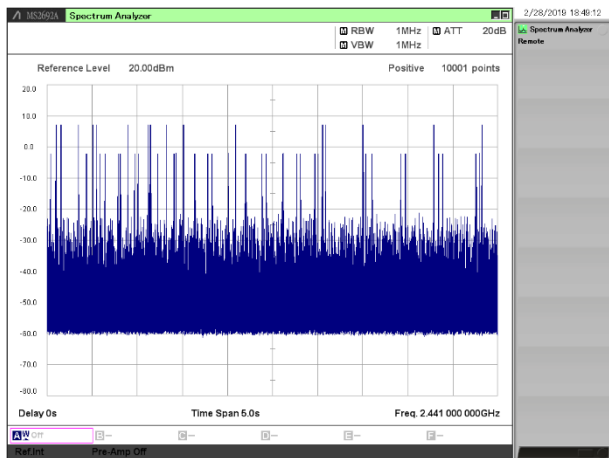 MS2692A Spectrum Analyzer
2/28/2019 18:49:12
Spectrum Analyzer
Remote
M RBW 1MHz M ATT 20dB
M VBW 1MHz
Reference Level 20.00dBm Positive 10001 points
20.0
10.0
0.0
-10.0
-20.0
-30.0
-40.0
-50.0
-60.0
-70.0
-80.0
Delay 0s Time Span 5.0s Freq. 2.441 000 000GHz
A Off B-- C-- D-- E-- F--
Ref.Int Pre-Amp Off